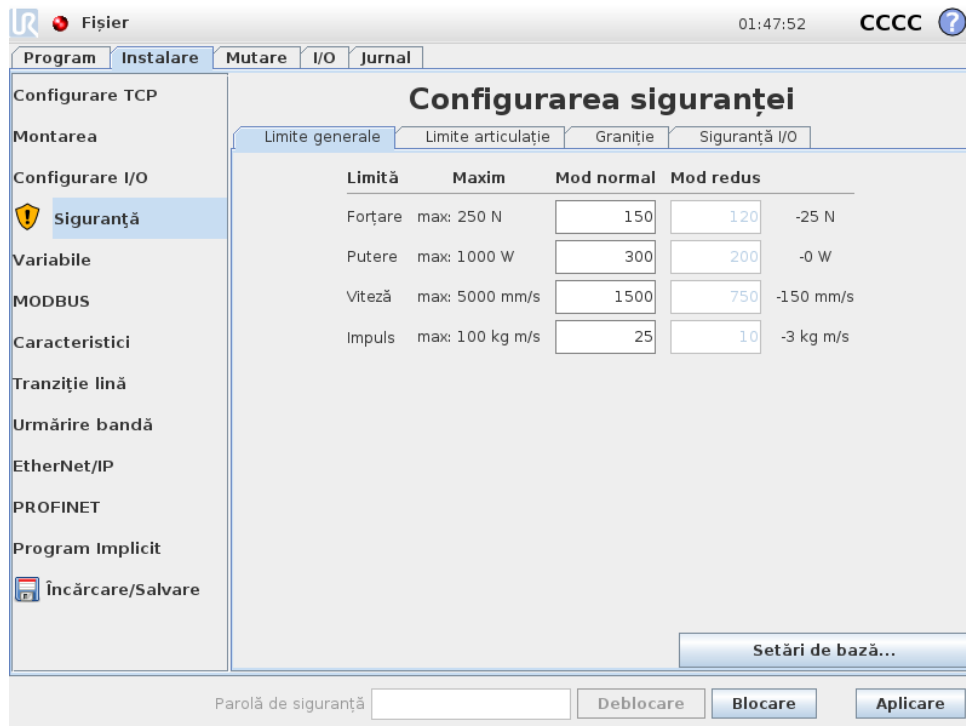 UR Fișier 01:47:52 CCCC ?
Program Instalare Mutare I/O Jurnal
Configurare TCP
Montarea
Configurare I/O
Siguranță
Variabile
MODBUS
Caracteristici
Tranziție lină
Urmărire bandă
EtherNet/IP
PROFINET
Program Implicit
Încărcare/Salvare
Configurarea siguranței
Limite generale Limite articulație Graniție Siguranță I/O
Limită Maxim Mod normal Mod redus
Forțare max: 250 N 150 120 -25 N
Putere max: 1000 W 300 200 -0 W
Viteză max: 5000 mm/s 1500 750 -150 mm/s
Impuls max: 100 kg m/s 25 10 -3 kg m/s
Setări de bază...
Parolă de siguranță Deblocare Blocare Aplicare